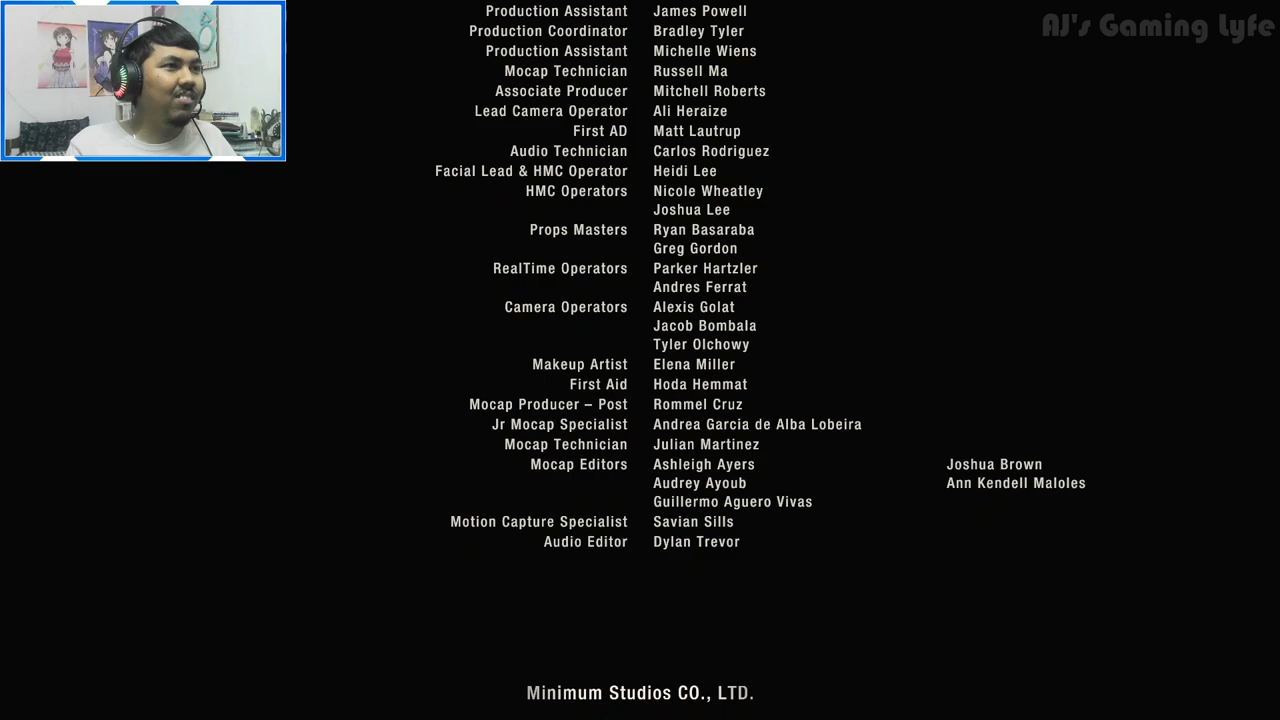 AJ's Gaming Lyfe
Production Assistant James Powell
Production Coordinator Bradley Tyler
Production Assistant Michelle Wiens
Mocap Technician Russell Ma
Associate Producer Mitchell Roberts
Lead Camera Operator Ali Heraize
First AD Matt Lautrup
Audio Technician Carlos Rodriguez
Facial Lead & HMC Operator Heidi Lee
HMC Operators Nicole Wheatley
Joshua Lee
Props Masters Ryan Basaraba
Greg Gordon
RealTime Operators Parker Hartzler
Andres Ferrat
Camera Operators Alexis Golat
Jacob Bombala
Tyler Olchowy
Makeup Artist Elena Miller
First Aid Hoda Hemmat
Mocap Producer – Post Rommel Cruz
Jr Mocap Specialist Andrea Garcia de Alba Lobeira
Mocap Technician Julian Martinez
Mocap Editors Ashleigh Ayers Joshua Brown
Audrey Ayoub Ann Kendell Maloles
Guillermo Aguero Vivas
Motion Capture Specialist Savian Sills
Audio Editor Dylan Trevor
Minimum Studios CO., LTD.